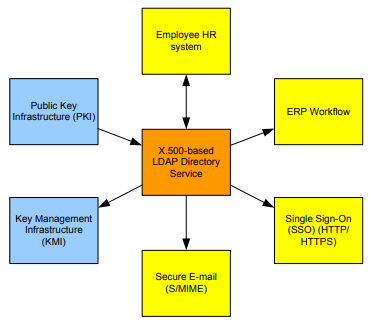 Employee HR
system
Public Key
Infrastructure (PKI)
ERP Workflow
X.500-based
LDAP Directory
Service
Key Management
Infrastructure
(KMI)
Single Sign-On
(SSO) (HTTP/
HTTPS)
Secure E-mail
(S/MIME)